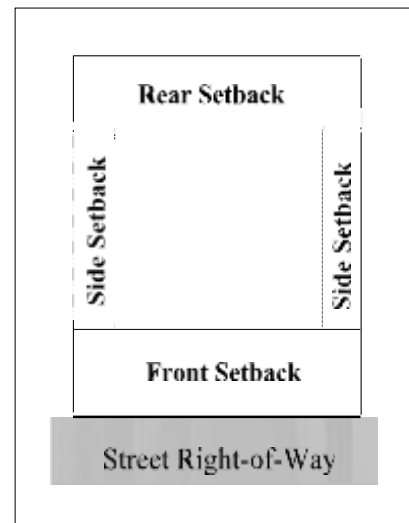 Rear Setback
Side Setback
Side Setback
Front Setback
Street Right-of-Way